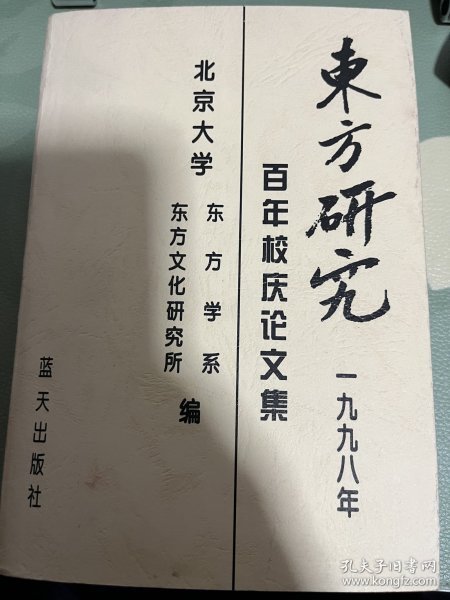 東方研究
一九九八年
百年校庆论文集
北京大学
东方学系
东方文化研究所
编
蓝天出版社
孔夫子旧书网
www.kongfz.com